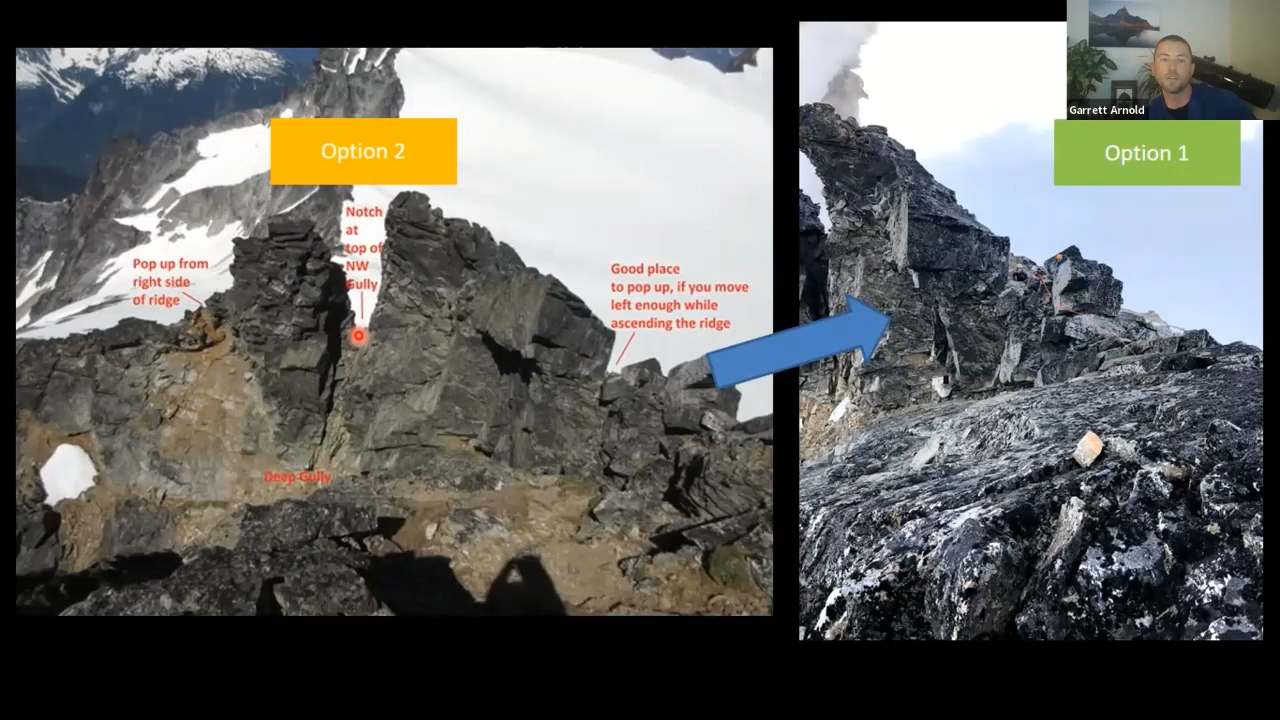 Option 2
Notch
at
top of
NW
Gully
Pop up from
right side
of ridge
Good place
to pop up, if you move
left enough while
ascending the ridge
Deep Gully
Garrett Arnold
Option 1